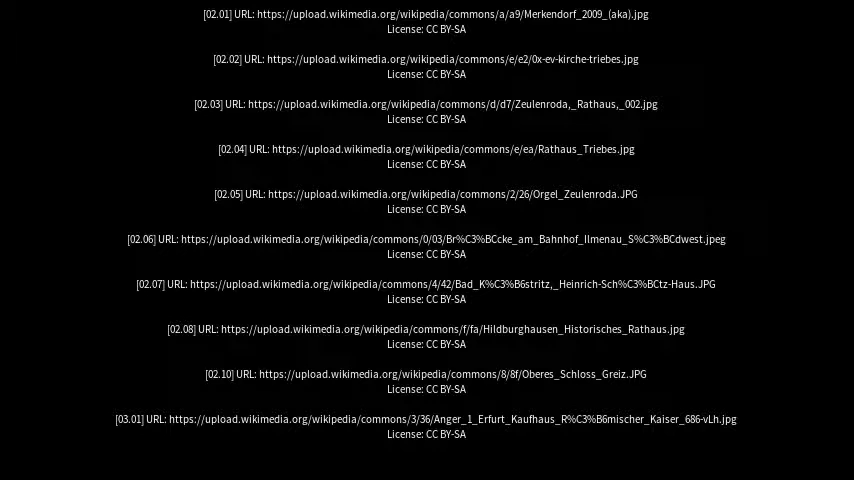 [02.01] URL: https://upload.wikimedia.org/wikipedia/commons/a/a9/Merkendorf_2009_(aka).jpg
License: CC BY-SA
[02.02] URL: https://upload.wikimedia.org/wikipedia/commons/e/e2/0x-ev-kirche-triebes.jpg
License: CC BY-SA
[02.03] URL: https://upload.wikimedia.org/wikipedia/commons/d/d7/Zeulenroda,_Rathaus,_002.jpg
License: CC BY-SA
[02.04] URL: https://upload.wikimedia.org/wikipedia/commons/e/ea/Rathaus_Triebes.jpg
License: CC BY-SA
[02.05] URL: https://upload.wikimedia.org/wikipedia/commons/2/26/Orgel_Zeulenroda.JPG
License: CC BY-SA
[02.06] URL: https://upload.wikimedia.org/wikipedia/commons/0/03/Br%C3%BCcke_am_Bahnhof_Ilmenau_S%C3%BCdwest.jpeg
License: CC BY-SA
[02.07] URL: https://upload.wikimedia.org/wikipedia/commons/4/42/Bad_K%C3%B6stritz,_Heinrich-Sch%C3%BCtz-Haus.JPG
License: CC BY-SA
[02.08] URL: https://upload.wikimedia.org/wikipedia/commons/f/fa/Hildburghausen_Historisches_Rathaus.jpg
License: CC BY-SA
[02.10] URL: https://upload.wikimedia.org/wikipedia/commons/8/8f/Oberes_Schloss_Greiz.JPG
License: CC BY-SA
[03.01] URL: https://upload.wikimedia.org/wikipedia/commons/3/36/Anger_1_Erfurt_Kaufhaus_R%C3%B6mischer_Kaiser_686-vLh.jpg
License: CC BY-SA